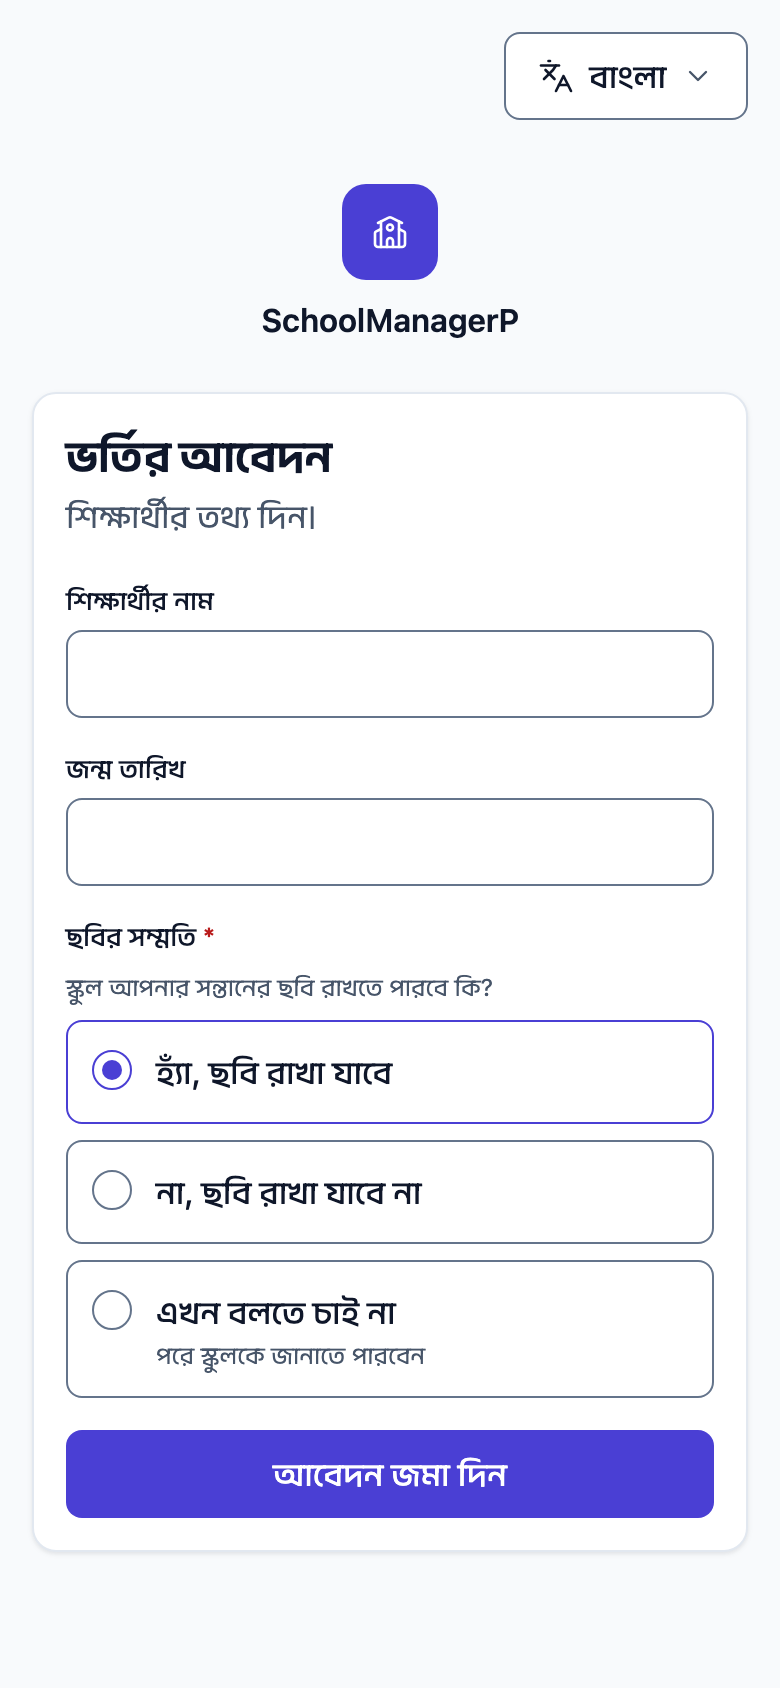 বাংলা
SchoolManagerP
ভর্তির আবেদন
শিক্ষার্থীর তথ্য দিন।
শিক্ষার্থীর নাম
জন্ম তারিখ
ছবির সম্মতি *
স্কুল আপনার সন্তানের ছবি রাখতে পারবে কি?
হ্যাঁ, ছবি রাখা যাবে
না, ছবি রাখা যাবে না
এখন বলতে চাই না
পরে স্কুলকে জানাতে পারবেন
আবেদন জমা দিন